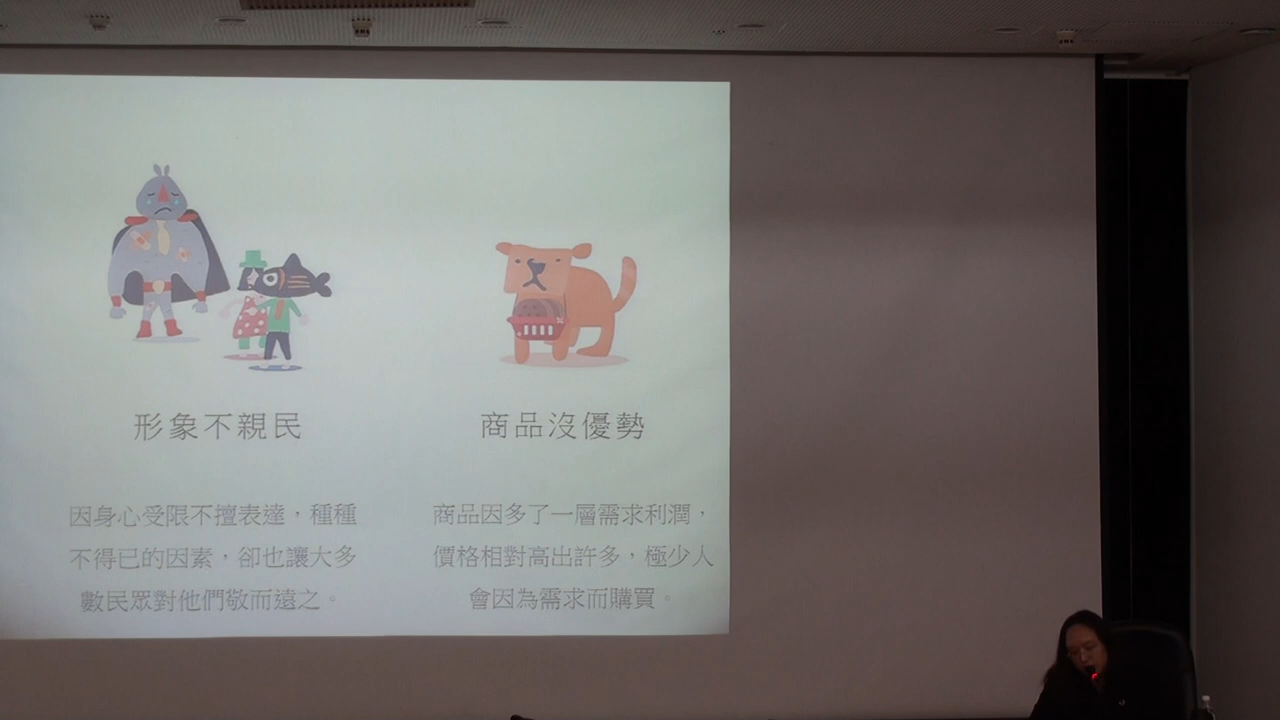 形象不親民
因身心受限不擅表達，種種
不得已的因素，卻也讓大多
數民眾對他們敬而遠之。
商品沒優勢
商品因多了一層需求利潤，
價格相對高出許多，極少人
會因為需求而購買。